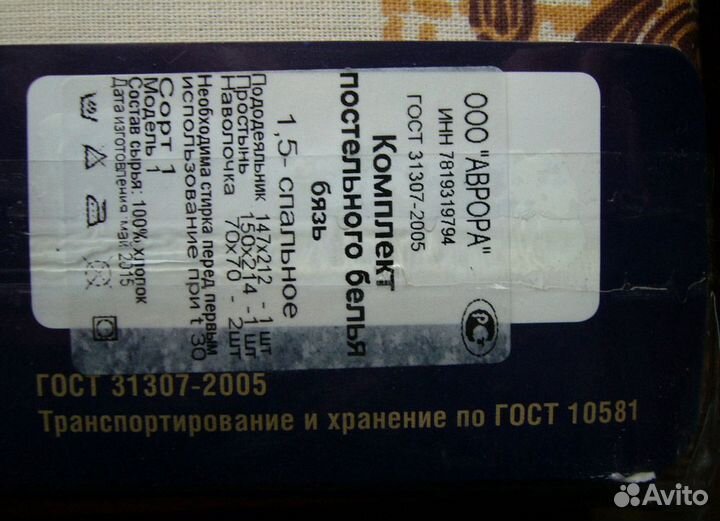 ООО "АВРОРА"
ИНН 7819319794
ГОСТ 31307-2005
Комплект
постельного белья
бязь
1,5- спальное
Пододеяльник 147х212 - 1 шт
Простынь 150х214 -1 шт
Наволочка 70х70 - 2шт
Необходима стирка перед первым
использование при t 30
Сорт 1
Модель 1
Состав сырья: 100% хлопок
Дата изготовления май 2015
ГОСТ 31307-2005
Транспортирование и хранение по ГОСТ 10581
Avito